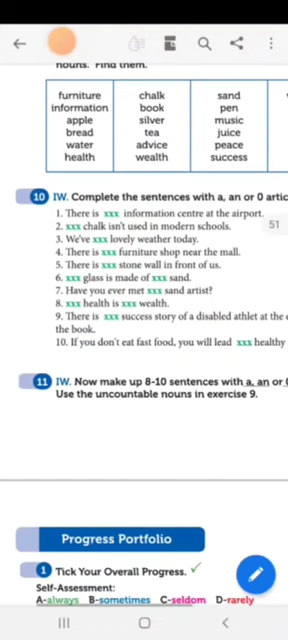 nouns. Find them.
furniture chalk sand
information book pen
apple silver music
bread tea juice
water advice peace
health wealth success
10 IW. Complete the sentences with a, an or 0 artic
1. There is xxx information centre at the airport.
2. xxx chalk isn't used in modern schools.
51
3. We've xxx lovely weather today.
4. There is xxx furniture shop near the mall.
5. There is xxx stone wall in front of us.
6. xxx glass is made of xxx sand.
7. Have you ever met xxx sand artist?
8. xxx health is xxx wealth.
9. There is xxx success story of a disabled athlet at the e
the book.
10. If you don't eat fast food, you will lead xxx healthy
11 IW. Now make up 8-10 sentences with a, an or 0
Use the uncountable nouns in exercise 9.
Progress Portfolio
1 Tick Your Overall Progress.
Self-Assessment:
A-always B-sometimes C-seldom D-rarely